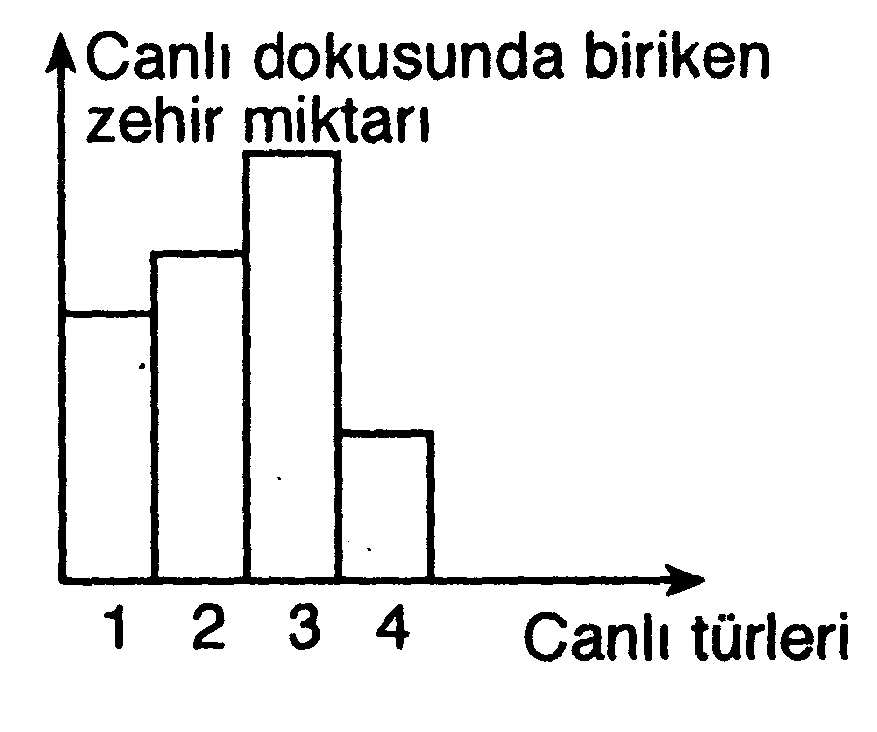 Canlı dokusunda biriken
zehir miktarı
1 2 3 4
Canlı türleri